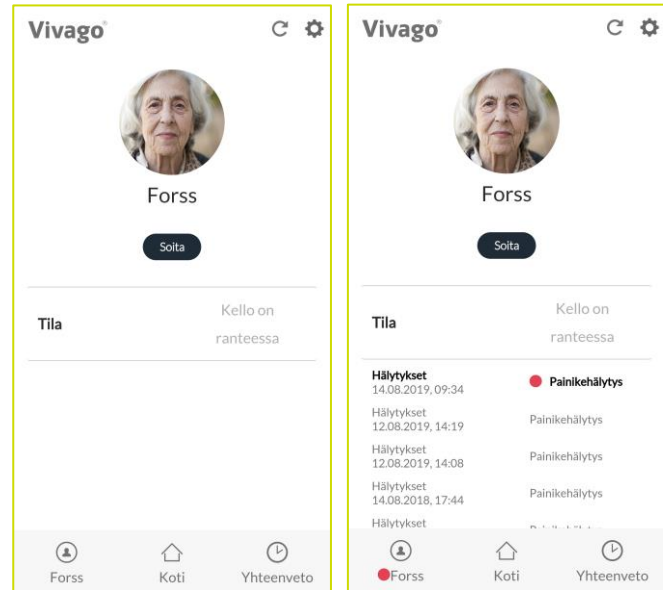 Vivago®
Forss
Soita
Tila
Kello on
ranteessa
Forss
Koti
Yhteenveto
Vivago®
Forss
Soita
Tila
Kello on
ranteessa
Hälytykset
14.08.2019, 09:34
Painikehälytys
Hälytykset
12.08.2019, 14:19
Painikehälytys
Hälytykset
12.08.2019, 14:08
Painikehälytys
Hälytykset
14.08.2018, 17:44
Painikehälytys
Hälytykset
Forss
Koti
Yhteenveto